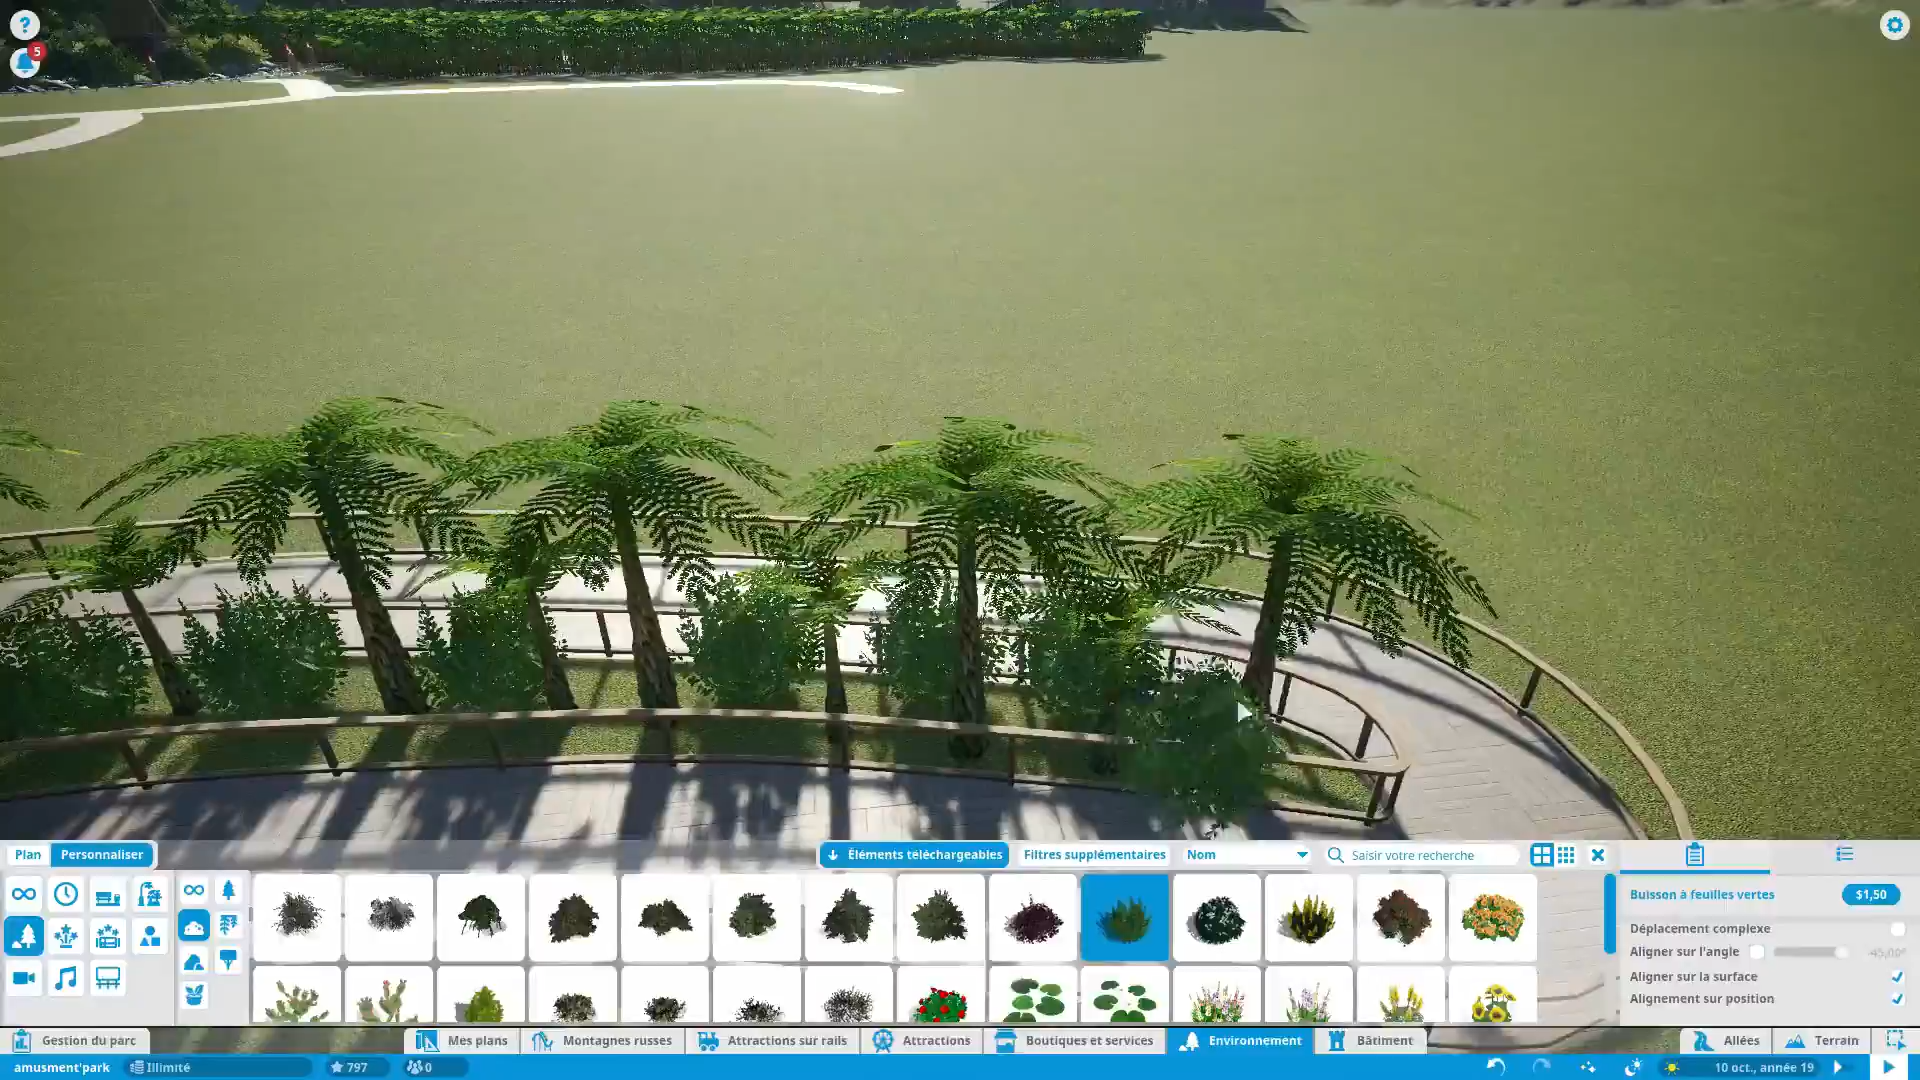 ?
5
Plan
Personnaliser
Éléments téléchargeables
Filtres supplémentaires
Nom
Saisir votre recherche
Buisson à feuilles vertes
$1,50
Déplacement complexe
Aligner sur l'angle
-45,00°
Aligner sur la surface
Alignement sur position
Gestion du parc
Mes plans
Montagnes russes
Attractions sur rails
Attractions
Boutiques et services
Environnement
Bâtiment
Allées
Terrain
amusment'park
Illimité
797
0
10 oct., année 19